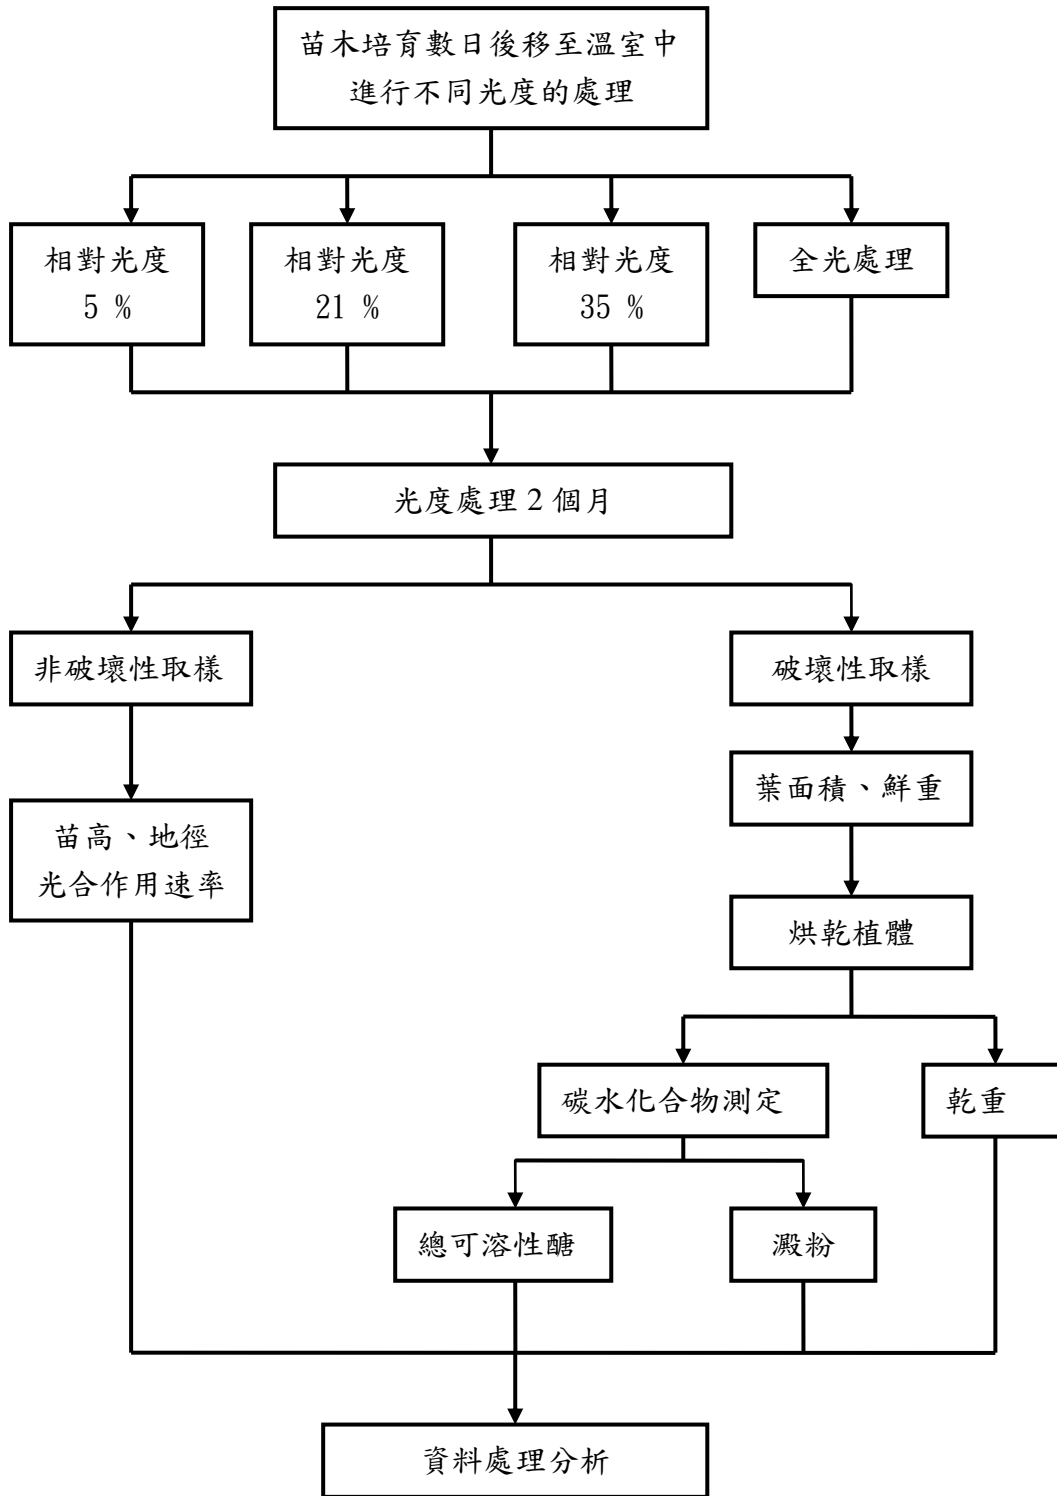 苗木培育數日後移至溫室中
進行不同光度的處理
相對光度
5 %
相對光度
21 %
相對光度
35 %
全光處理
光度處理 2 個月
非破壞性取樣
破壞性取樣
葉面積、鮮重
苗高、地徑
光合作用速率
烘乾植體
碳水化合物測定
乾重
總可溶性醣
澱粉
資料處理分析